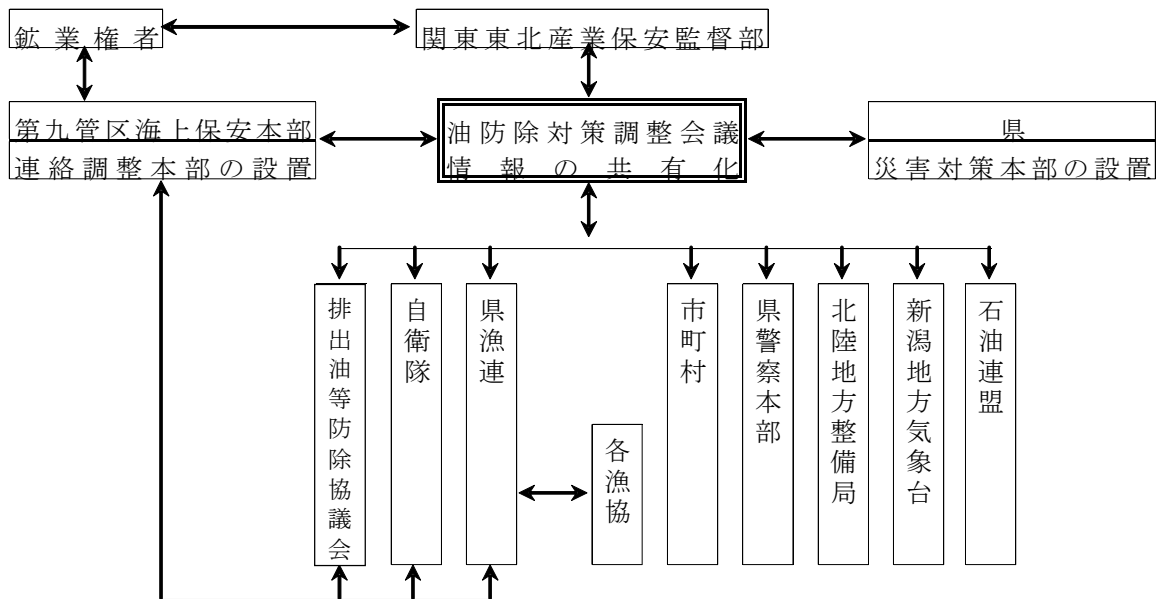 鉱業権者
関東東北産業保安監督部
第九管区海上保安本部
連絡調整本部の設置
油防除対策調整会議
情報の共有化
県
災害対策本部の設置
排出油等防除協議会
自衛隊
県漁連
各漁協
市町村
県警察本部
北陸地方整備局
新潟地方気象台
石油連盟